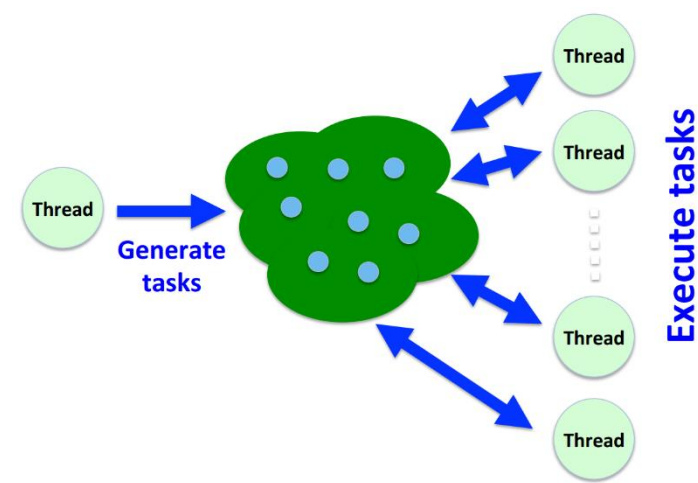 Thread
Generate
tasks
Thread
Thread
Thread
Thread
Execute tasks